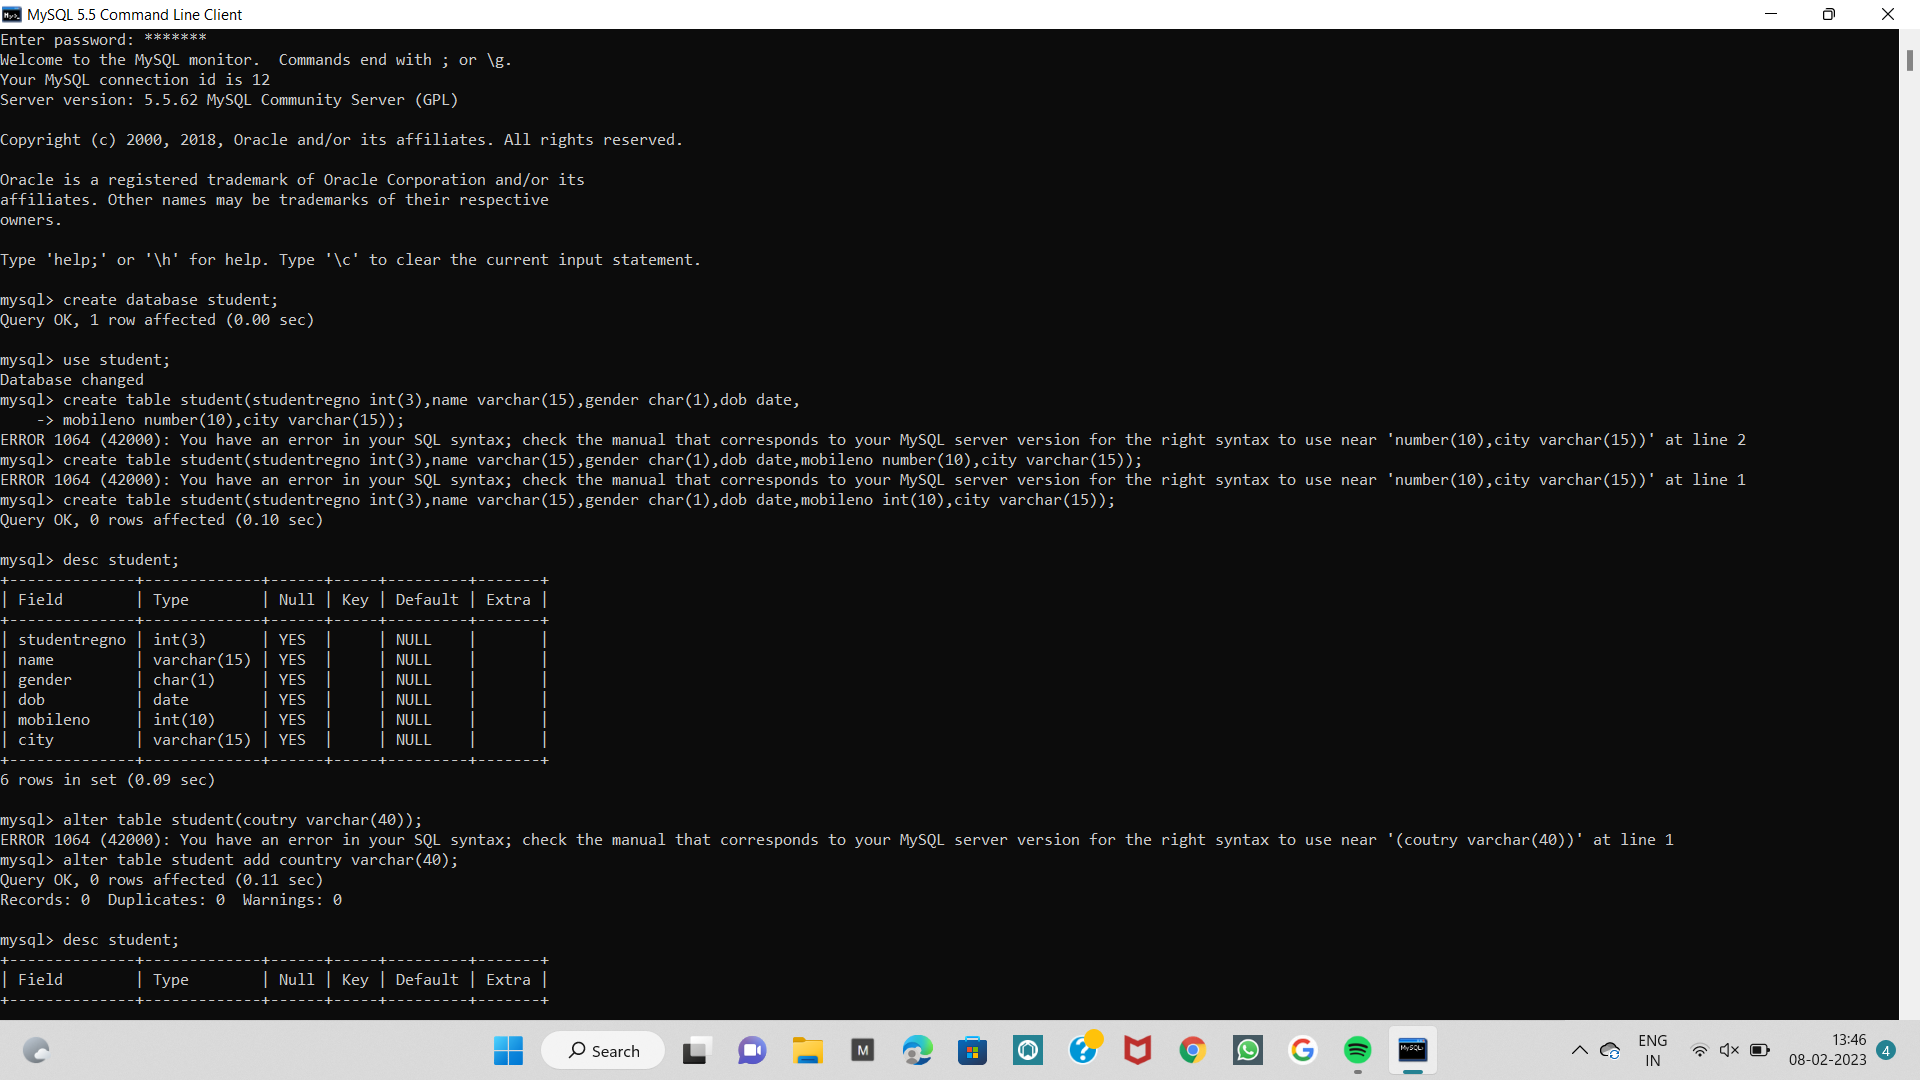 MySQL 5.5 Command Line Client
Enter password: *******
Welcome to the MySQL monitor.  Commands end with ; or \g.
Your MySQL connection id is 12
Server version: 5.5.62 MySQL Community Server (GPL)
Copyright (c) 2000, 2018, Oracle and/or its affiliates. All rights reserved.
Oracle is a registered trademark of Oracle Corporation and/or its
affiliates. Other names may be trademarks of their respective
owners.
Type 'help;' or '\h' for help. Type '\c' to clear the current input statement.
mysql> create database student;
Query OK, 1 row affected (0.00 sec)
mysql> use student;
Database changed
mysql> create table student(studentregno int(3),name varchar(15),gender char(1),dob date,
    -> mobileno number(10),city varchar(15));
ERROR 1064 (42000): You have an error in your SQL syntax; check the manual that corresponds to your MySQL server version for the right syntax to use near 'number(10),city varchar(15))' at line 2
mysql> create table student(studentregno int(3),name varchar(15),gender char(1),dob date,mobileno number(10),city varchar(15));
ERROR 1064 (42000): You have an error in your SQL syntax; check the manual that corresponds to your MySQL server version for the right syntax to use near 'number(10),city varchar(15))' at line 1
mysql> create table student(studentregno int(3),name varchar(15),gender char(1),dob date,mobileno int(10),city varchar(15));
Query OK, 0 rows affected (0.10 sec)
mysql> desc student;
+--------------+-------------+------+-----+---------+-------+
| Field        | Type        | Null | Key | Default | Extra |
+--------------+-------------+------+-----+---------+-------+
| studentregno | int(3)      | YES  |     | NULL    |       |
| name         | varchar(15) | YES  |     | NULL    |       |
| gender       | char(1)     | YES  |     | NULL    |       |
| dob          | date        | YES  |     | NULL    |       |
| mobileno     | int(10)     | YES  |     | NULL    |       |
| city         | varchar(15) | YES  |     | NULL    |       |
+--------------+-------------+------+-----+---------+-------+
6 rows in set (0.09 sec)
mysql> alter table student(coutry varchar(40));
ERROR 1064 (42000): You have an error in your SQL syntax; check the manual that corresponds to your MySQL server version for the right syntax to use near '(coutry varchar(40))' at line 1
mysql> alter table student add country varchar(40);
Query OK, 0 rows affected (0.11 sec)
Records: 0  Duplicates: 0  Warnings: 0
mysql> desc student;
+--------------+-------------+------+-----+---------+-------+
| Field        | Type        | Null | Key | Default | Extra |
+--------------+-------------+------+-----+---------+-------+
Search
M
MySQL
ENG
IN
13:46
08-02-2023
4